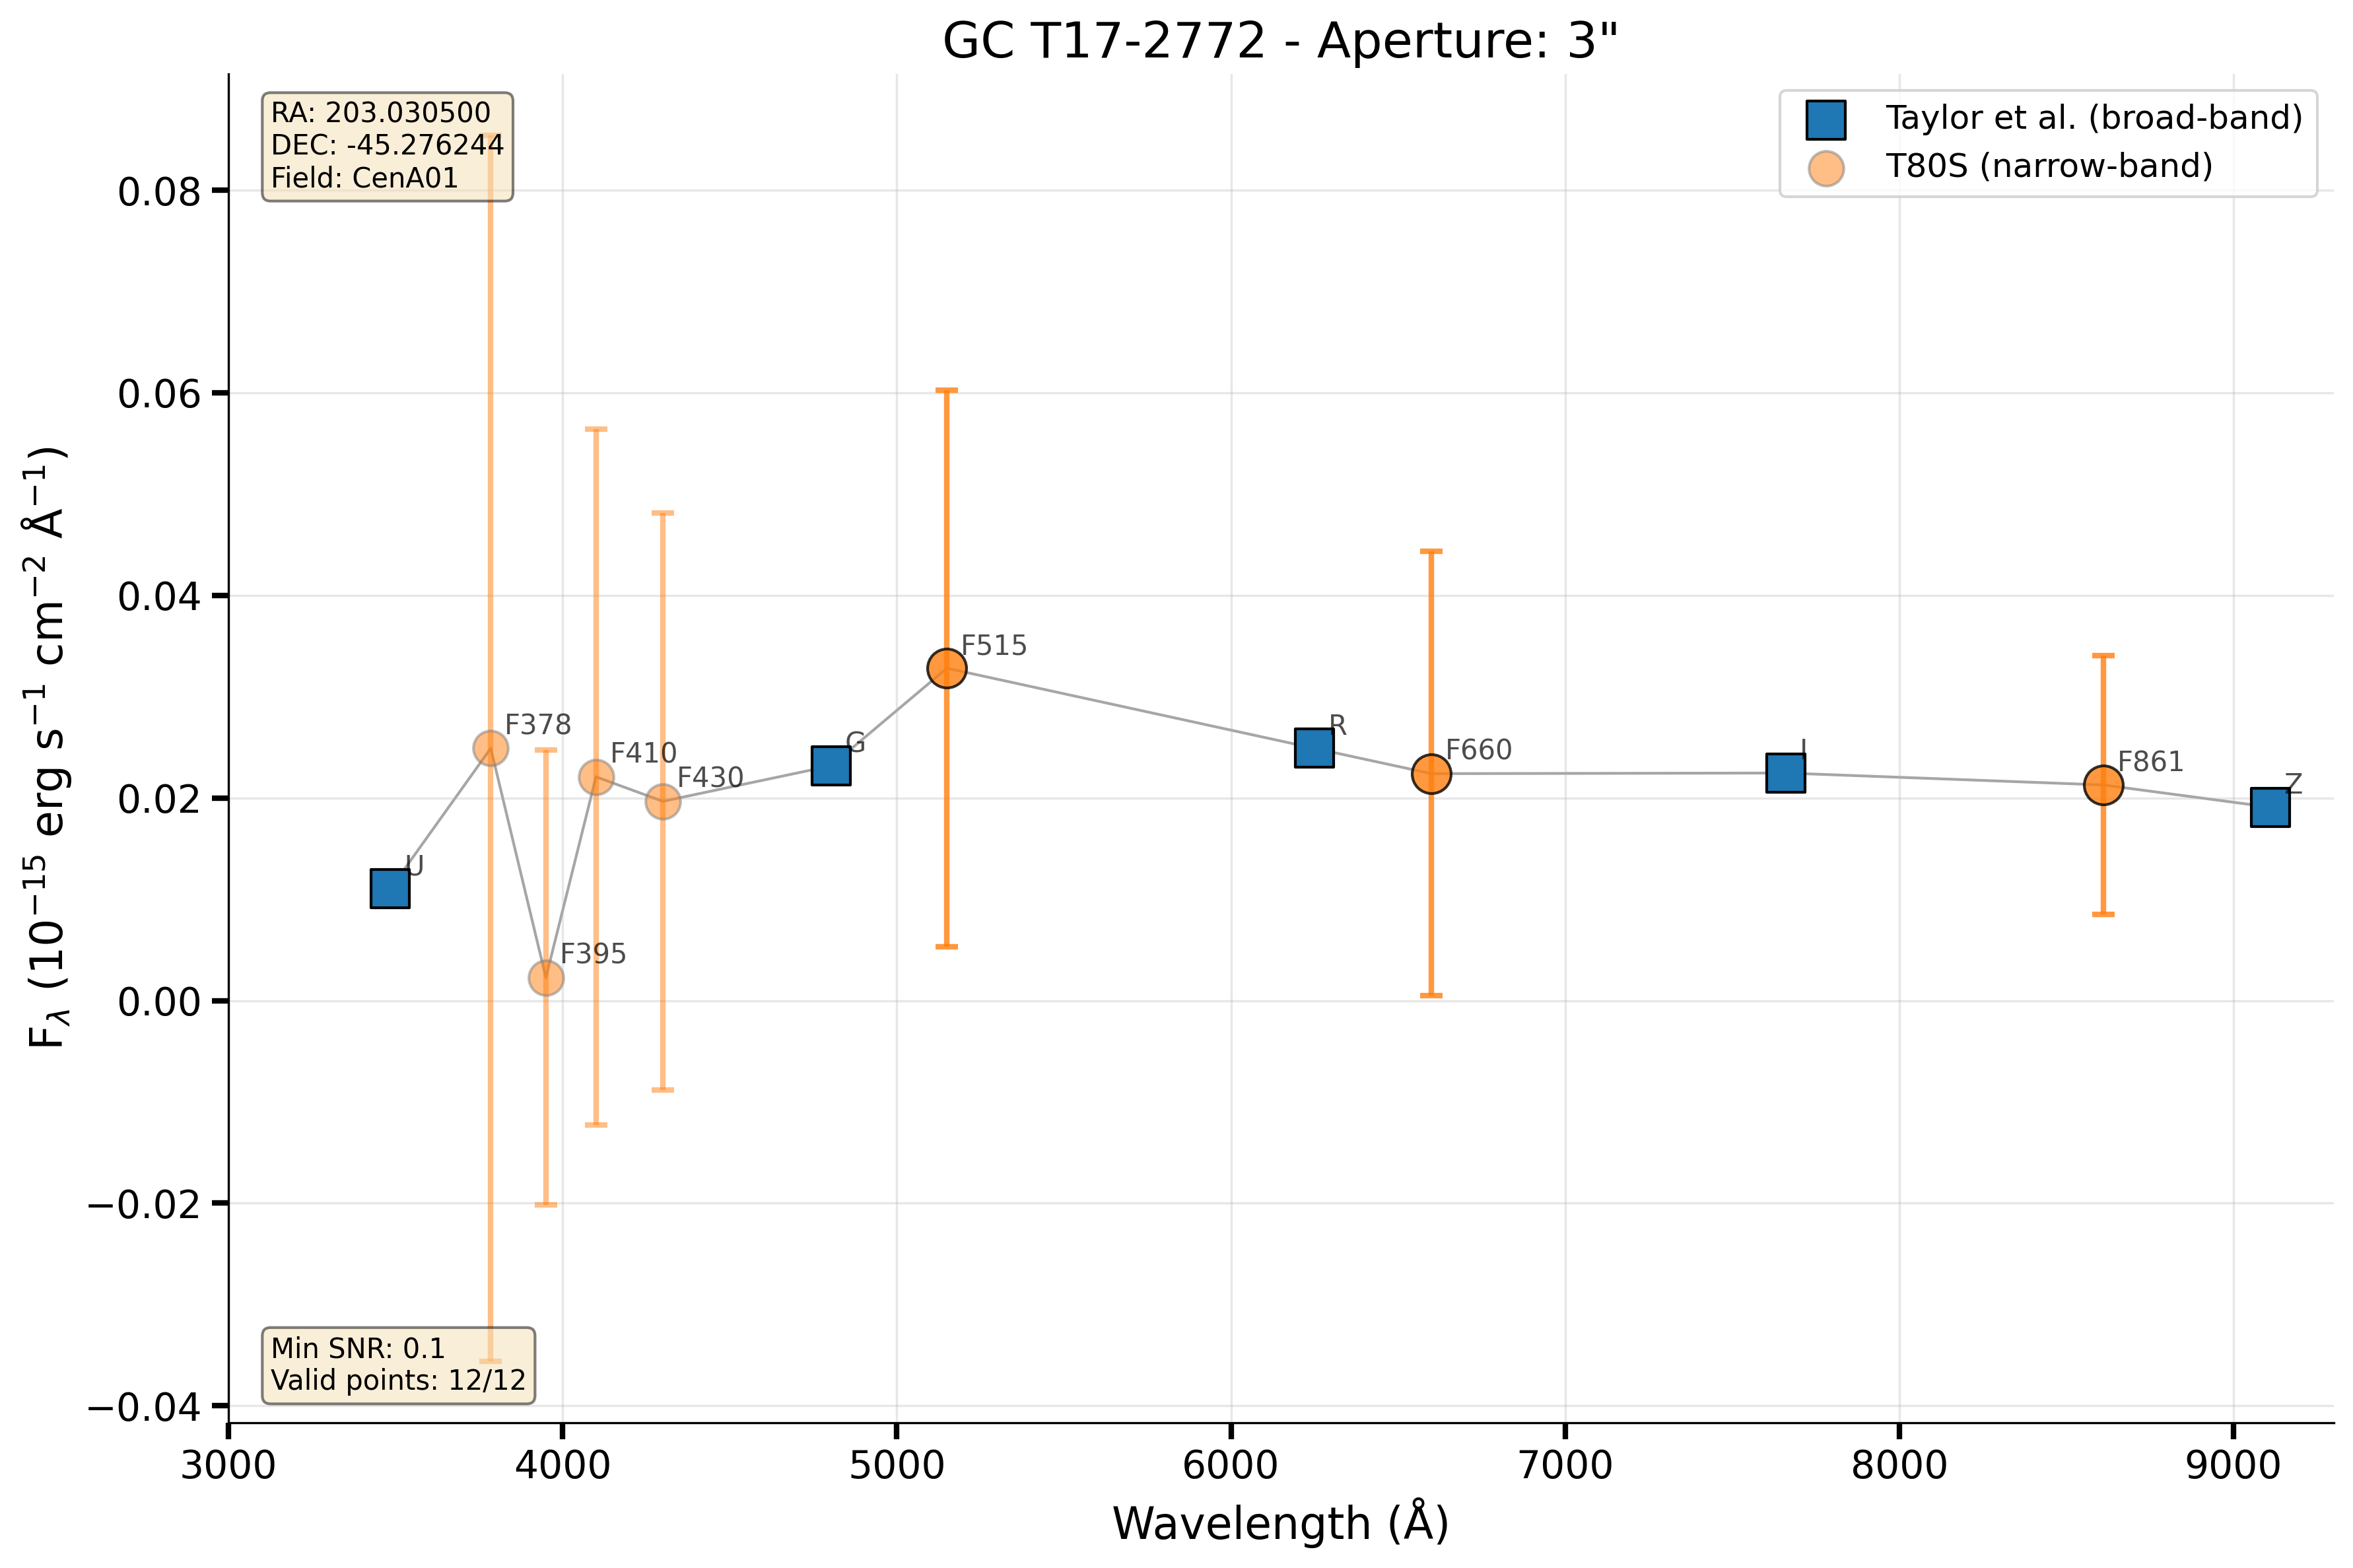 GC T17-2772 - Aperture: 3"
RA: 203.030500
DEC: -45.276244
Field: CenA01
Taylor et al. (broad-band)
T80S (narrow-band)
0.08
0.06
0.04
0.02
0.00
−0.02
−0.04
F$_{λ}$ (10$^{−15}$ erg s$^{−1}$ cm$^{−2}$ Å$^{−1}$)
U
F378
F395
F410
F430
G
F515
R
F660
I
F861
Z
Min SNR: 0.1
Valid points: 12/12
3000 4000 5000 6000 7000 8000 9000
Wavelength (Å)